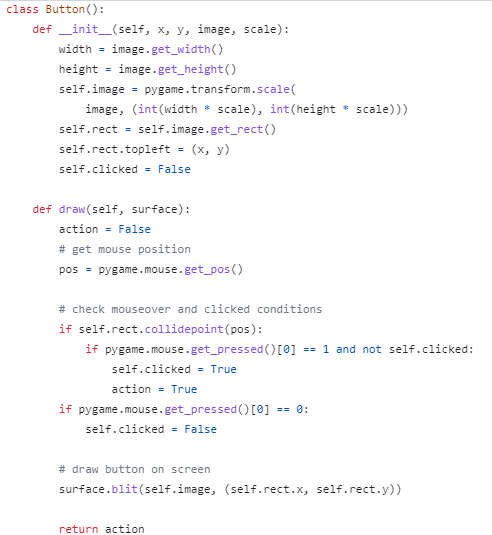 class Button():
    def __init__(self, x, y, image, scale):
        width = image.get_width()
        height = image.get_height()
        self.image = pygame.transform.scale(
            image, (int(width * scale), int(height * scale)))
        self.rect = self.image.get_rect()
        self.rect.topleft = (x, y)
        self.clicked = False

    def draw(self, surface):
        action = False
        # get mouse position
        pos = pygame.mouse.get_pos()

        # check mouseover and clicked conditions
        if self.rect.collidepoint(pos):
            if pygame.mouse.get_pressed()[0] == 1 and not self.clicked:
                self.clicked = True
                action = True
        if pygame.mouse.get_pressed()[0] == 0:
            self.clicked = False

        # draw button on screen
        surface.blit(self.image, (self.rect.x, self.rect.y))

        return action